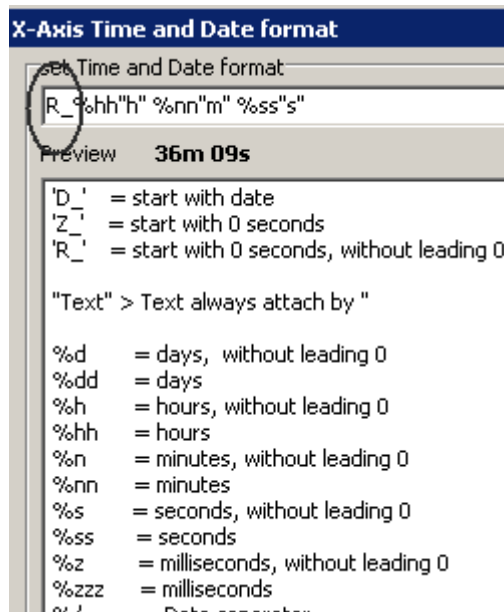 X-Axis Time and Date format
set Time and Date format
R_%hh"h" %nn"m" %ss"s"
Preview 36m 09s
'D_' = start with date
'Z_' = start with 0 seconds
'R_' = start with 0 seconds, without leading 0
"Text" > Text always attach by "
%d = days, without leading 0
%dd = days
%h = hours, without leading 0
%hh = hours
%n = minutes, without leading 0
%nn = minutes
%s = seconds, without leading 0
%ss = seconds
%z = milliseconds, without leading 0
%zzz = milliseconds
Date separator